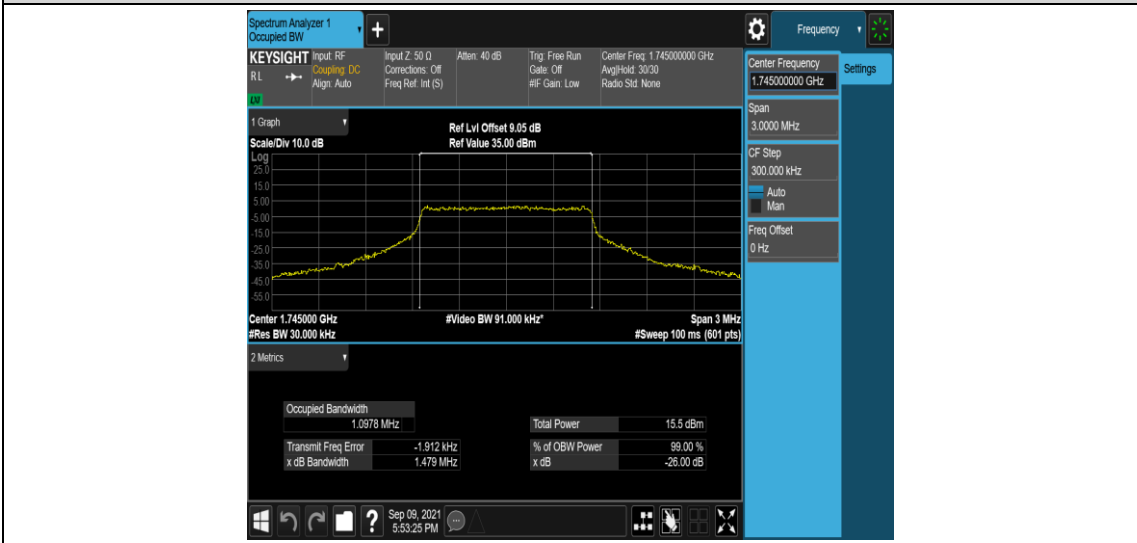 Spectrum Analyzer 1
Occupied BW
+
Frequency
KEYSIGHT
R L
LXI
Input: RF
Coupling: DC
Align: Auto
Input Z: 50 Ω
Corrections: Off
Freq Ref: Int (S)
Atten: 40 dB
Trig: Free Run
Gate: Off
#IF Gain: Low
Center Freq: 1.745000000 GHz
Avg|Hold: 30/30
Radio Std: None
Center Frequency
1.745000000 GHz
Settings
Span
3.0000 MHz
CF Step
300.000 kHz
Auto
Man
Freq Offset
0 Hz
1 Graph
Scale/Div 10.0 dB
Ref Lvl Offset 9.05 dB
Ref Value 35.00 dBm
Log
25.0
15.0
5.00
-5.00
-15.0
-25.0
-35.0
-45.0
-55.0
Center 1.745000 GHz
#Video BW 91.000 kHz*
Span 3 MHz
#Res BW 30.000 kHz
#Sweep 100 ms (601 pts)
2 Metrics
Occupied Bandwidth
1.0978 MHz
Total Power 15.5 dBm
Transmit Freq Error -1.912 kHz
% of OBW Power 99.00 %
x dB Bandwidth 1.479 MHz
x dB -26.00 dB
?
Sep 09, 2021
5:53:25 PM